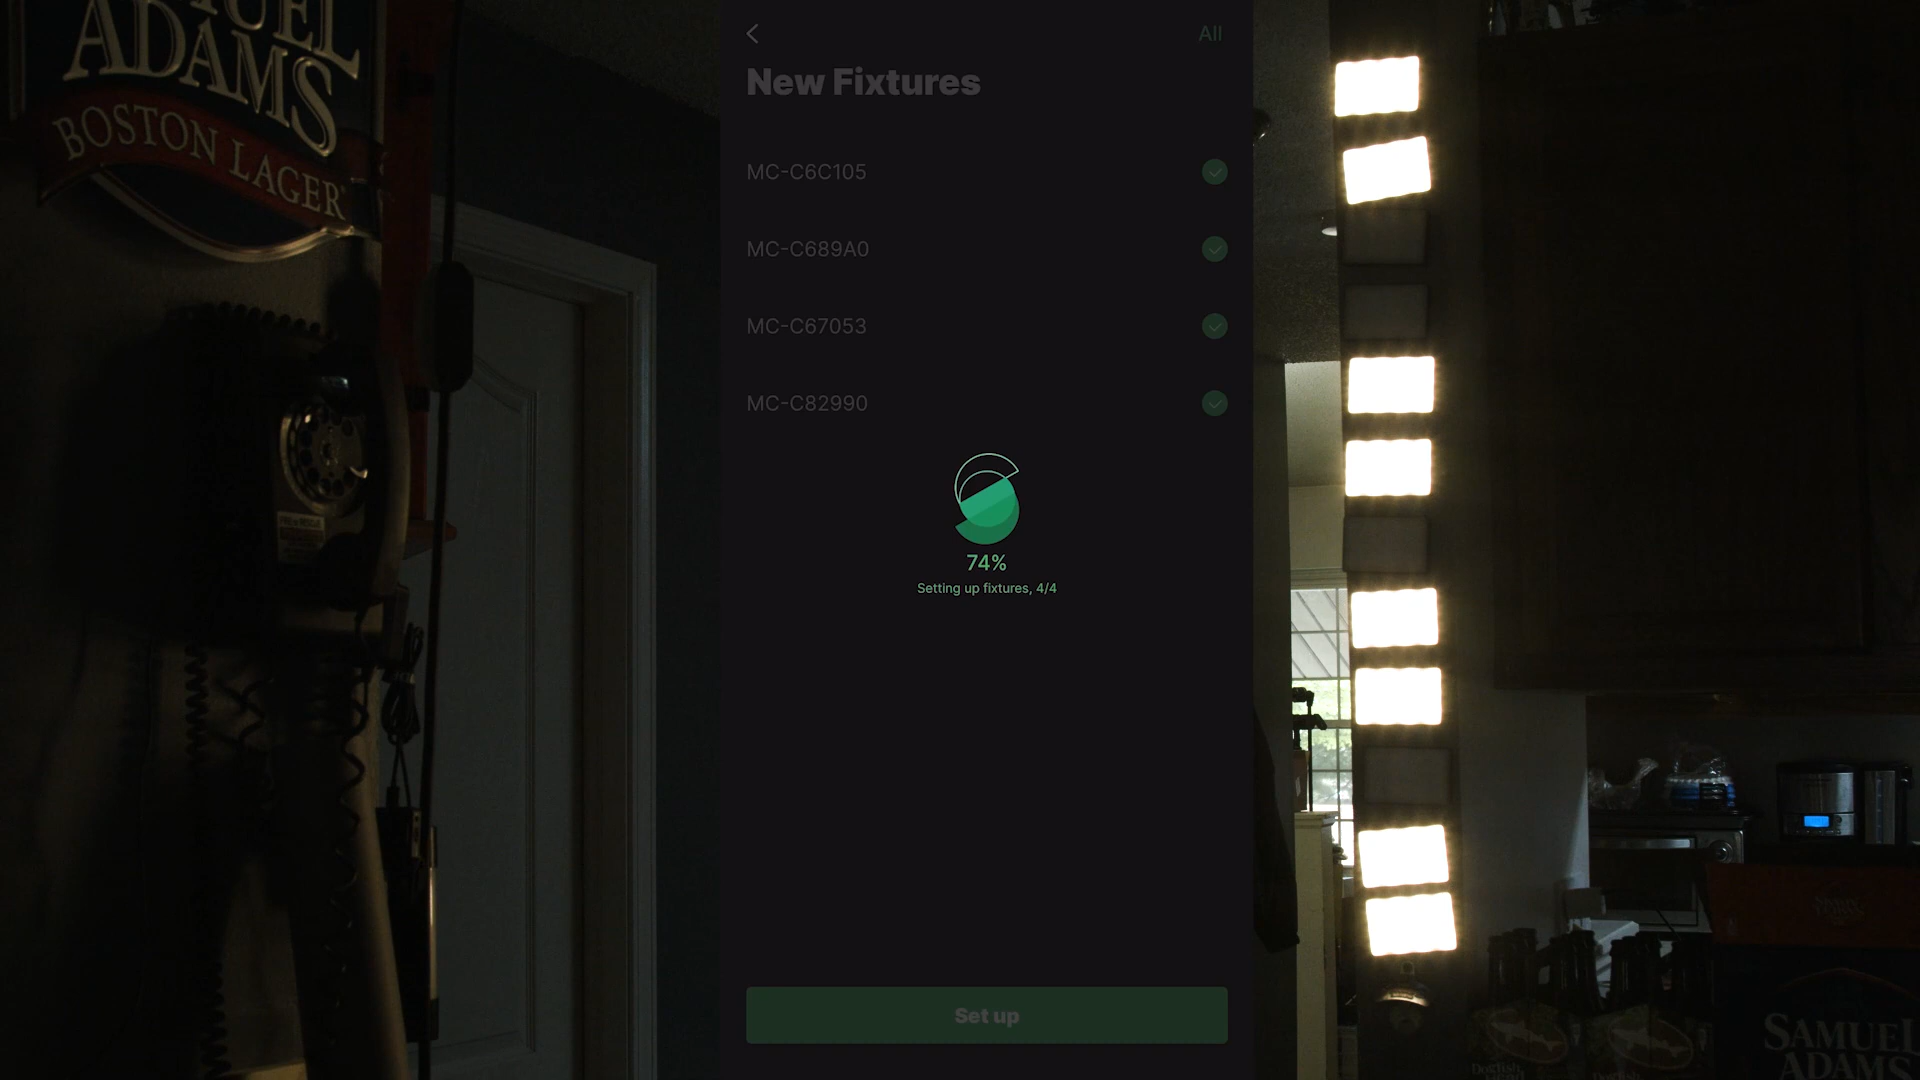 SAMUEL
ADAMS
BOSTON LAGER
All
New Fixtures
MC-C6C105
MC-C689A0
MC-C67053
MC-C82990
74%
Setting up fixtures, 4/4
Set up
Dogfish
SAMUEL
ADAMS